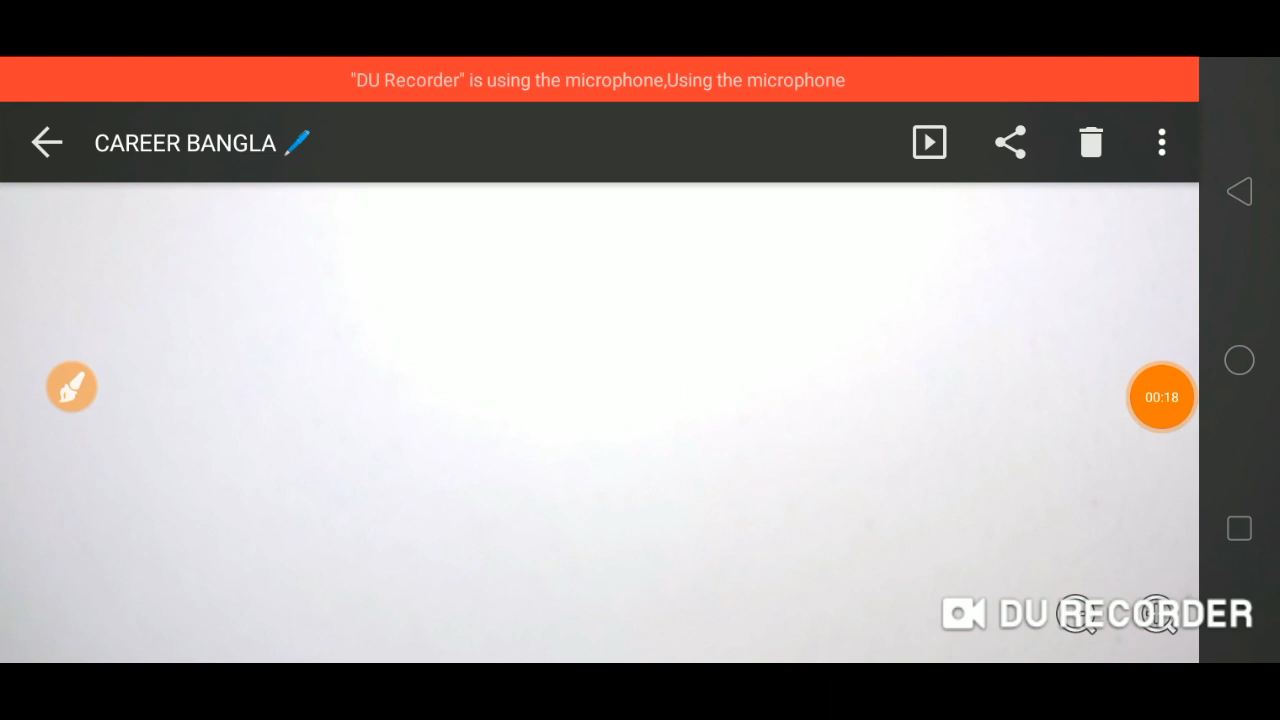 "DU Recorder" is using the microphone,Using the microphone
CAREER BANGLA
00:18
DU RECORDER